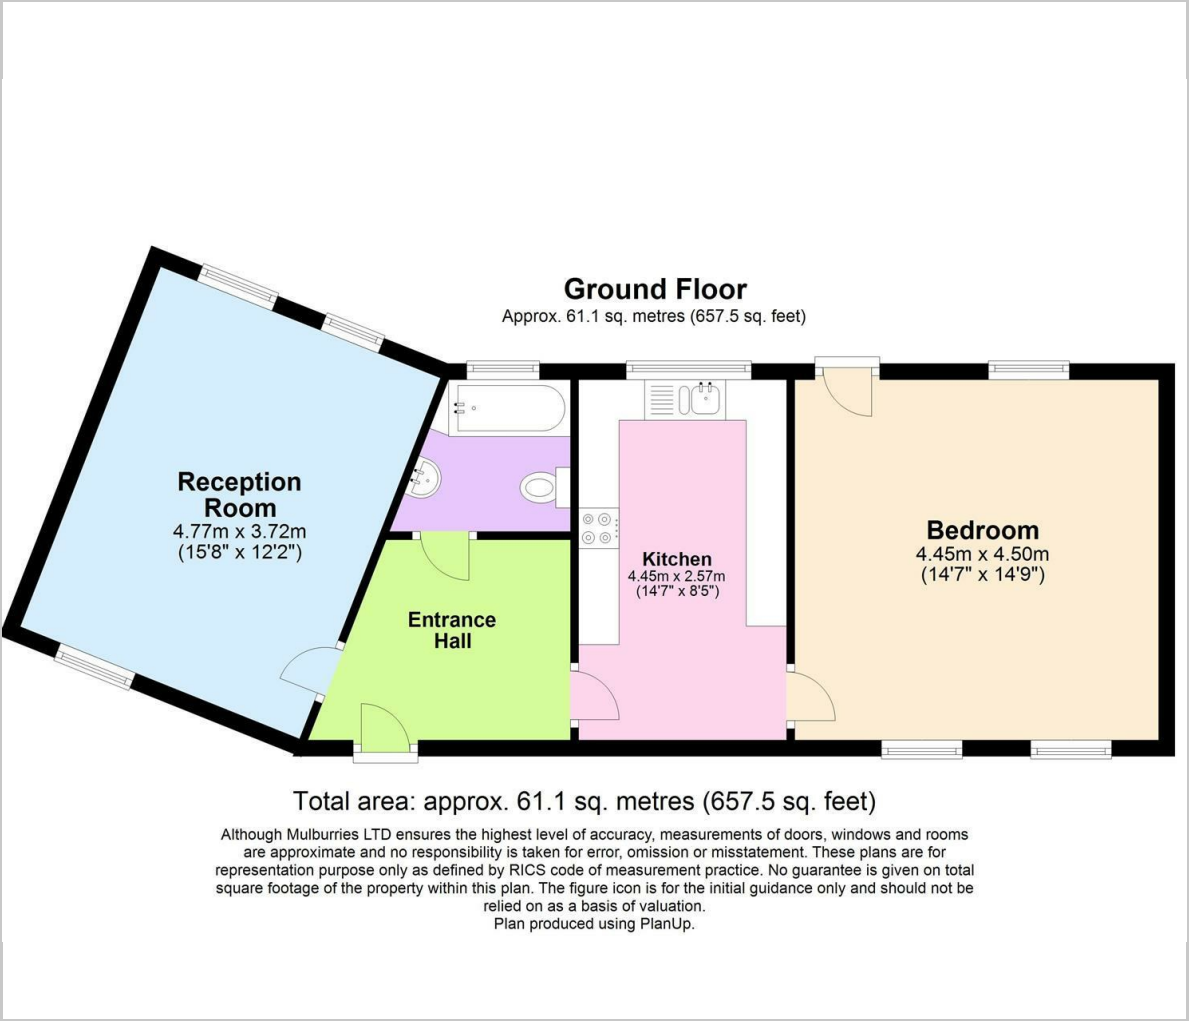 Ground Floor
Approx. 61.1 sq. metres (657.5 sq. feet)
Reception
Room
4.77m x 3.72m
(15'8" x 12'2")
Entrance
Hall
Kitchen
4.45m x 2.57m
(14'7" x 8'5")
Bedroom
4.45m x 4.50m
(14'7" x 14'9")
Total area: approx. 61.1 sq. metres (657.5 sq. feet)
Although Mulburries LTD ensures the highest level of accuracy, measurements of doors, windows and rooms
are approximate and no responsibility is taken for error, omission or misstatement. These plans are for
representation purpose only as defined by RICS code of measurement practice. No guarantee is given on total
square footage of the property within this plan. The figure icon is for the initial guidance only and should not be
relied on as a basis of valuation.
Plan produced using PlanUp.